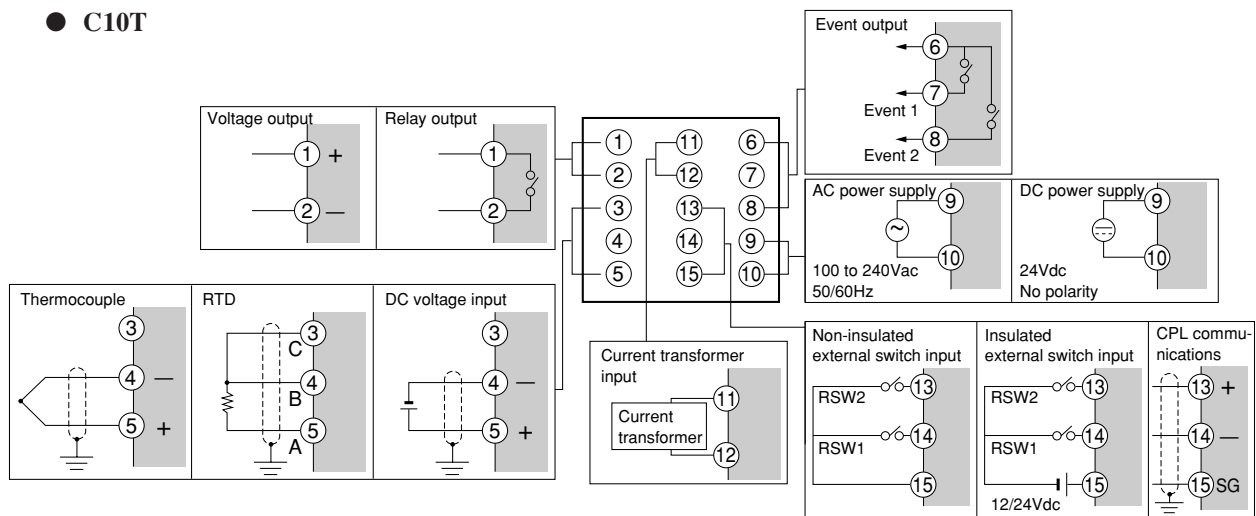 ● C10T
Event output
6
7
Event 1
8
Event 2
Voltage output
1 +
2 —
Relay output
1
2
1 11 6
2 12 7
3 13 8
4 14 9
5 15 10
AC power supply
9
~
10
100 to 240Vac
50/60Hz
DC power supply
9
10
24Vdc
No polarity
Thermocouple
3
4 —
5 +
RTD
3
C
4
B
5
A
DC voltage input
3
4 —
5 +
Current transformer
input
11
Current
transformer
12
Non-insulated
external switch input
13
RSW2
14
RSW1
15
Insulated
external switch input
13
RSW2
14
RSW1
15
12/24Vdc
CPL commu-
nications
13 +
14 —
15 SG